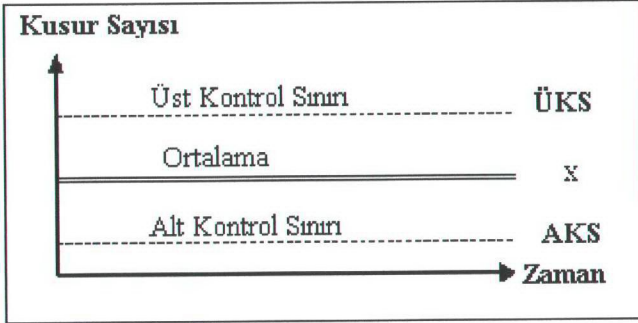 Kusur Sayısı
Üst Kontrol Sınırı ÜKS
Ortalama x
Alt Kontrol Sınırı AKS
Zaman